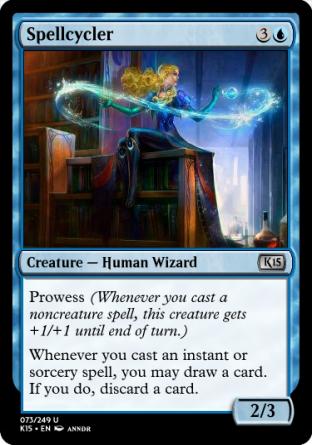 Spellcycler 3
Creature — Human Wizard K15
Prowess (Whenever you cast a
noncreature spell, this creature gets
+1/+1 until end of turn.)
Whenever you cast an instant or
sorcery spell, you may draw a card.
If you do, discard a card.
2/3
073/249 U
K15 • EN ANNDR